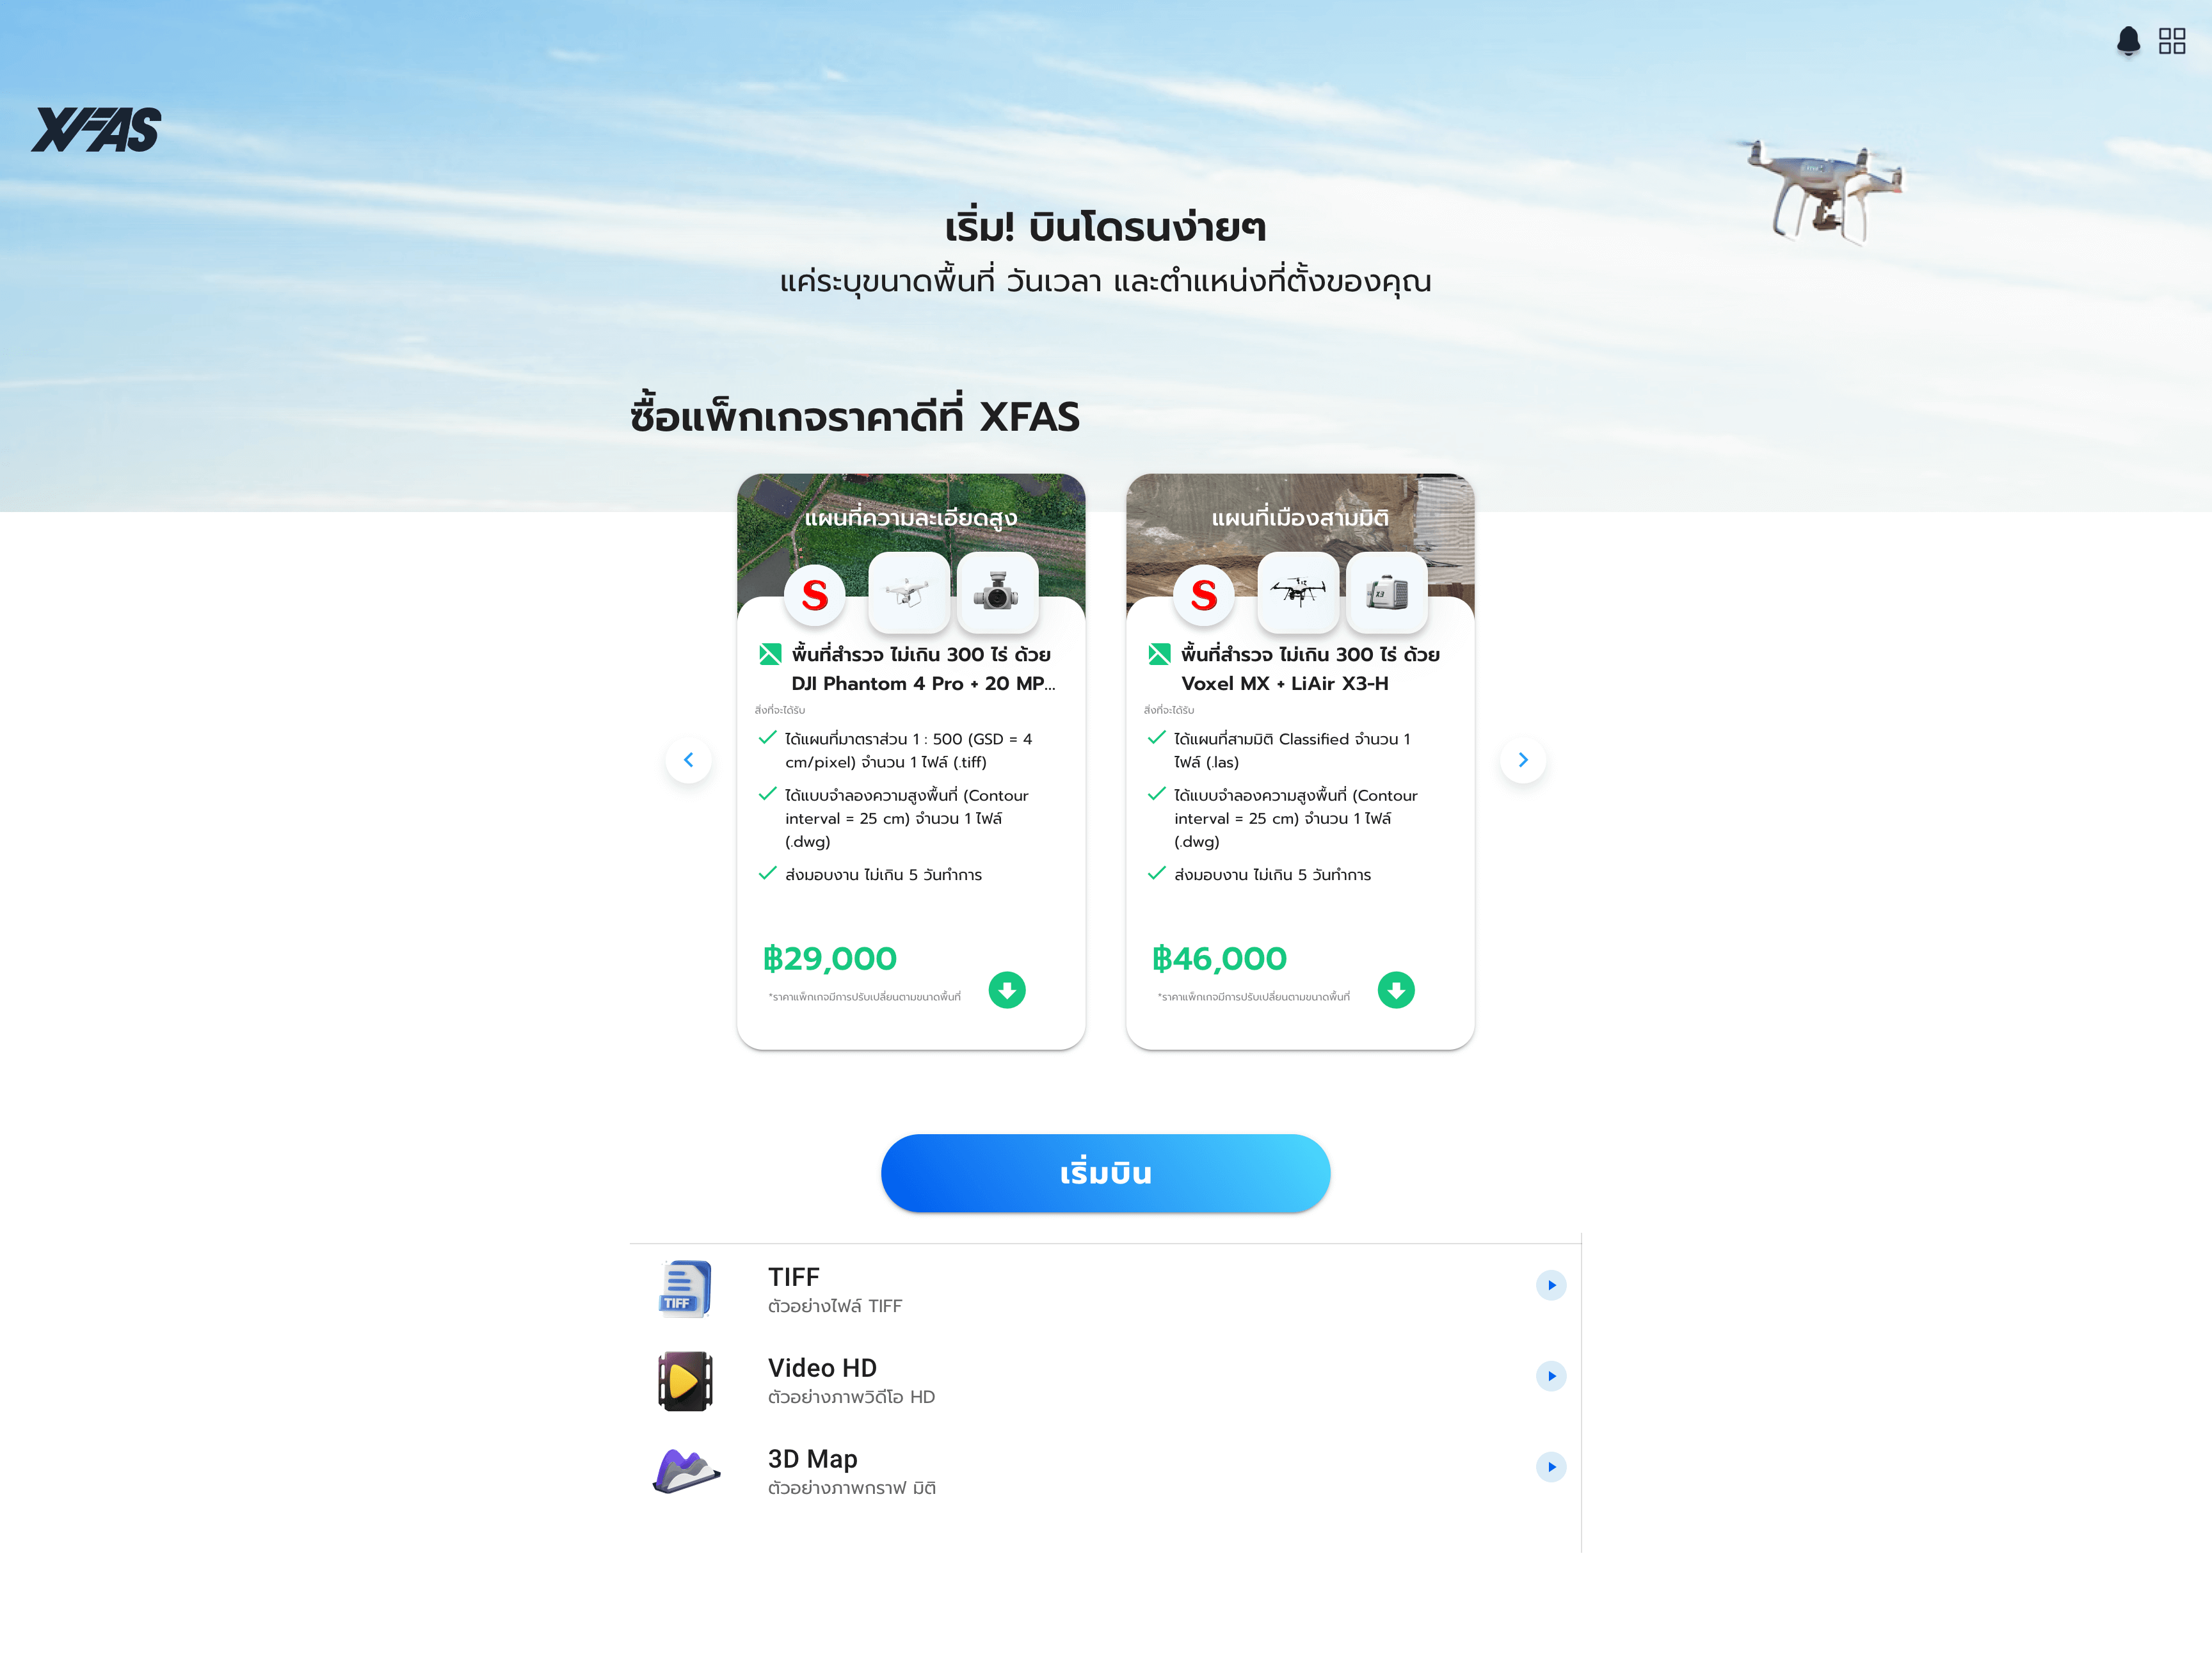 XFAS
เริ่ม! บินโดรนง่ายๆ
แค่ระบุขนาดพื้นที่ วันเวลา และตำแหน่งที่ตั้งของคุณ
ซื้อแพ็กเกจราคาดีที่ XFAS
แผนที่ความละเอียดสูง
S
พื้นที่สำรวจ ไม่เกิน 300 ไร่ ด้วย
DJI Phantom 4 Pro + 20 MP...
สิ่งที่จะได้รับ
ได้แผนที่มาตราส่วน 1 : 500 (GSD = 4
cm/pixel) จำนวน 1 ไฟล์ (.tiff)
ได้แบบจำลองความสูงพื้นที่ (Contour
interval = 25 cm) จำนวน 1 ไฟล์
(.dwg)
ส่งมอบงาน ไม่เกิน 5 วันทำการ
฿29,000
*ราคาแพ็กเกจมีการปรับเปลี่ยนตามขนาดพื้นที่
แผนที่เมืองสามมิติ
S
X3
พื้นที่สำรวจ ไม่เกิน 300 ไร่ ด้วย
Voxel MX + LiAir X3-H
สิ่งที่จะได้รับ
ได้แผนที่สามมิติ Classified จำนวน 1
ไฟล์ (.las)
ได้แบบจำลองความสูงพื้นที่ (Contour
interval = 25 cm) จำนวน 1 ไฟล์
(.dwg)
ส่งมอบงาน ไม่เกิน 5 วันทำการ
฿46,000
*ราคาแพ็กเกจมีการปรับเปลี่ยนตามขนาดพื้นที่
เริ่มบิน
TIFF
TIFF
ตัวอย่างไฟล์ TIFF
Video HD
ตัวอย่างภาพวิดีโอ HD
3D Map
ตัวอย่างภาพกราฟ มิติ